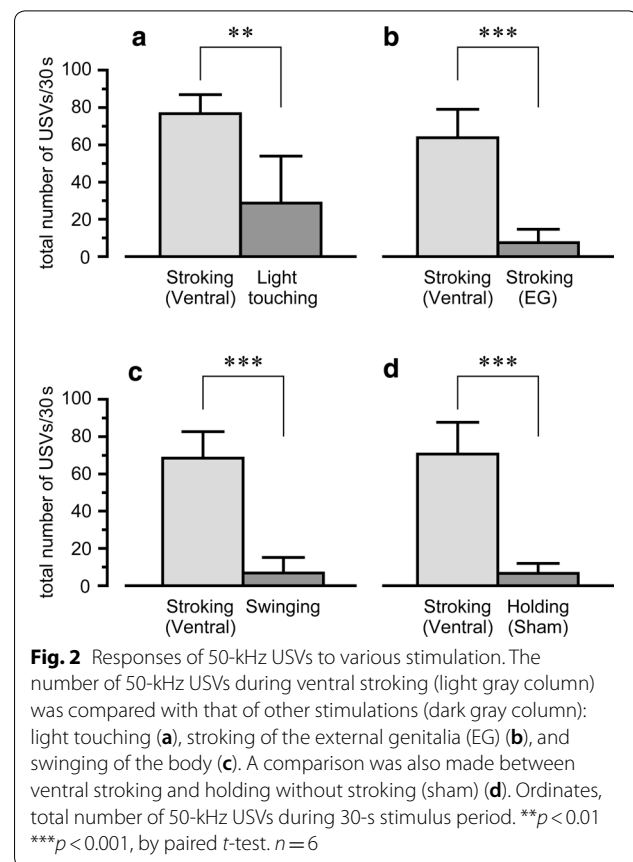 a
b
**
***
total number of USVs/30 s
100
80
60
40
20
0
Stroking
(Ventral)
Light
touching
Stroking
(Ventral)
Stroking
(EG)
c
d
***
***
total number of USVs/30 s
100
80
60
40
20
0
Stroking
(Ventral)
Swinging
Stroking
(Ventral)
Holding
(Sham)
Fig. 2 Responses of 50-kHz USVs to various stimulation. The
number of 50-kHz USVs during ventral stroking (light gray column)
was compared with that of other stimulations (dark gray column):
light touching (a), stroking of the external genitalia (EG) (b), and
swinging of the body (c). A comparison was also made between
ventral stroking and holding without stroking (sham) (d). Ordinates,
total number of 50-kHz USVs during 30-s stimulus period. **p < 0.01
***p < 0.001, by paired t-test. n = 6